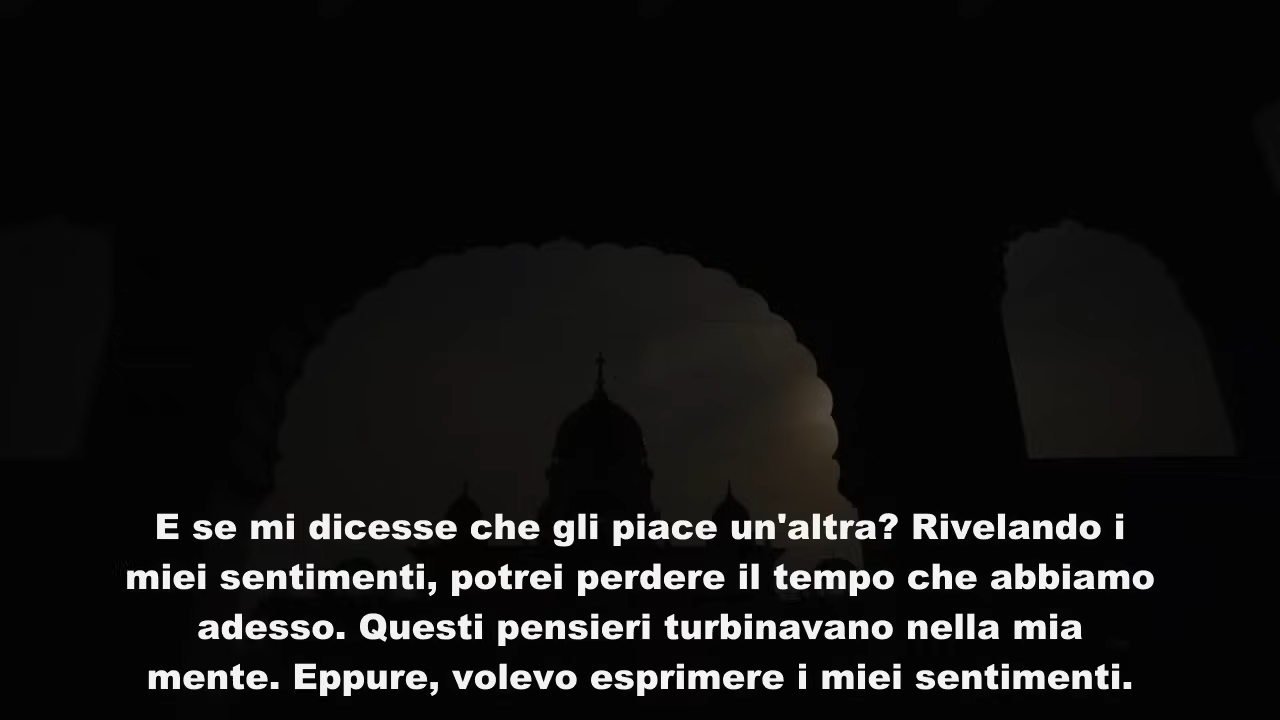 E se mi dicesse che gli piace un'altra? Rivelando i
miei sentimenti, potrei perdere il tempo che abbiamo
adesso. Questi pensieri turbinavano nella mia
mente. Eppure, volevo esprimere i miei sentimenti.